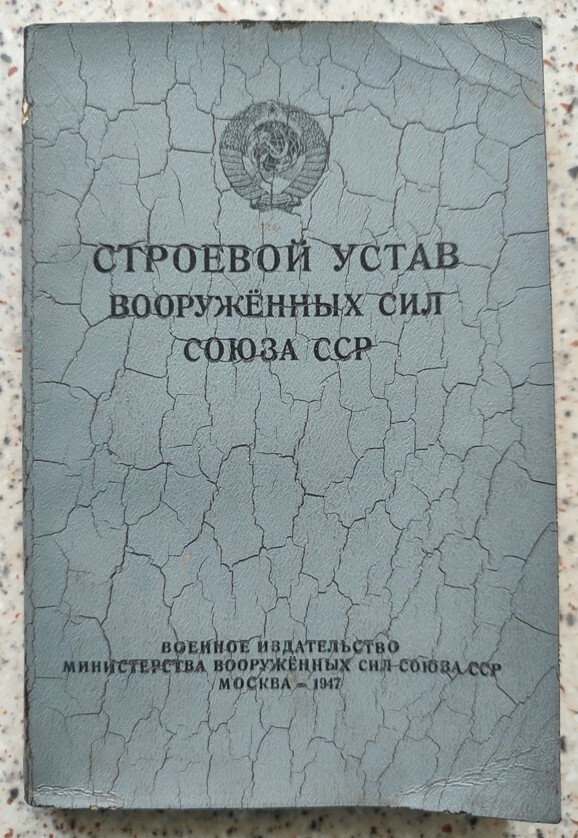 СТРОЕВОЙ УСТАВ
ВООРУЖЁННЫХ СИЛ
СОЮЗА ССР
ВОЕННОЕ ИЗДАТЕЛЬСТВО
МИНИСТЕРСТВА ВООРУЖЁННЫХ СИЛ СОЮЗА ССР
МОСКВА – 1947